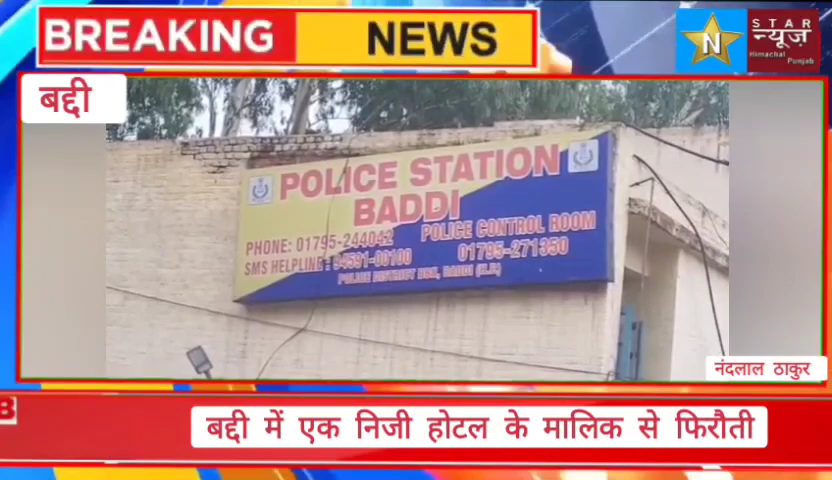 BREAKING NEWS
STAR
N न्यूज़
Himachal
Punjab
बद्दी
POLICE STATION
BADDI
PHONE: 01795-244042 POLICE CONTROL ROOM
SMS HELPLINE: 94591-00100 01795-271350
POLICE DISTRICT BBN, BADDI (H.P.)
नंदलाल ठाकुर
B
बद्दी में एक निजी होटल के मालिक से फिरौती